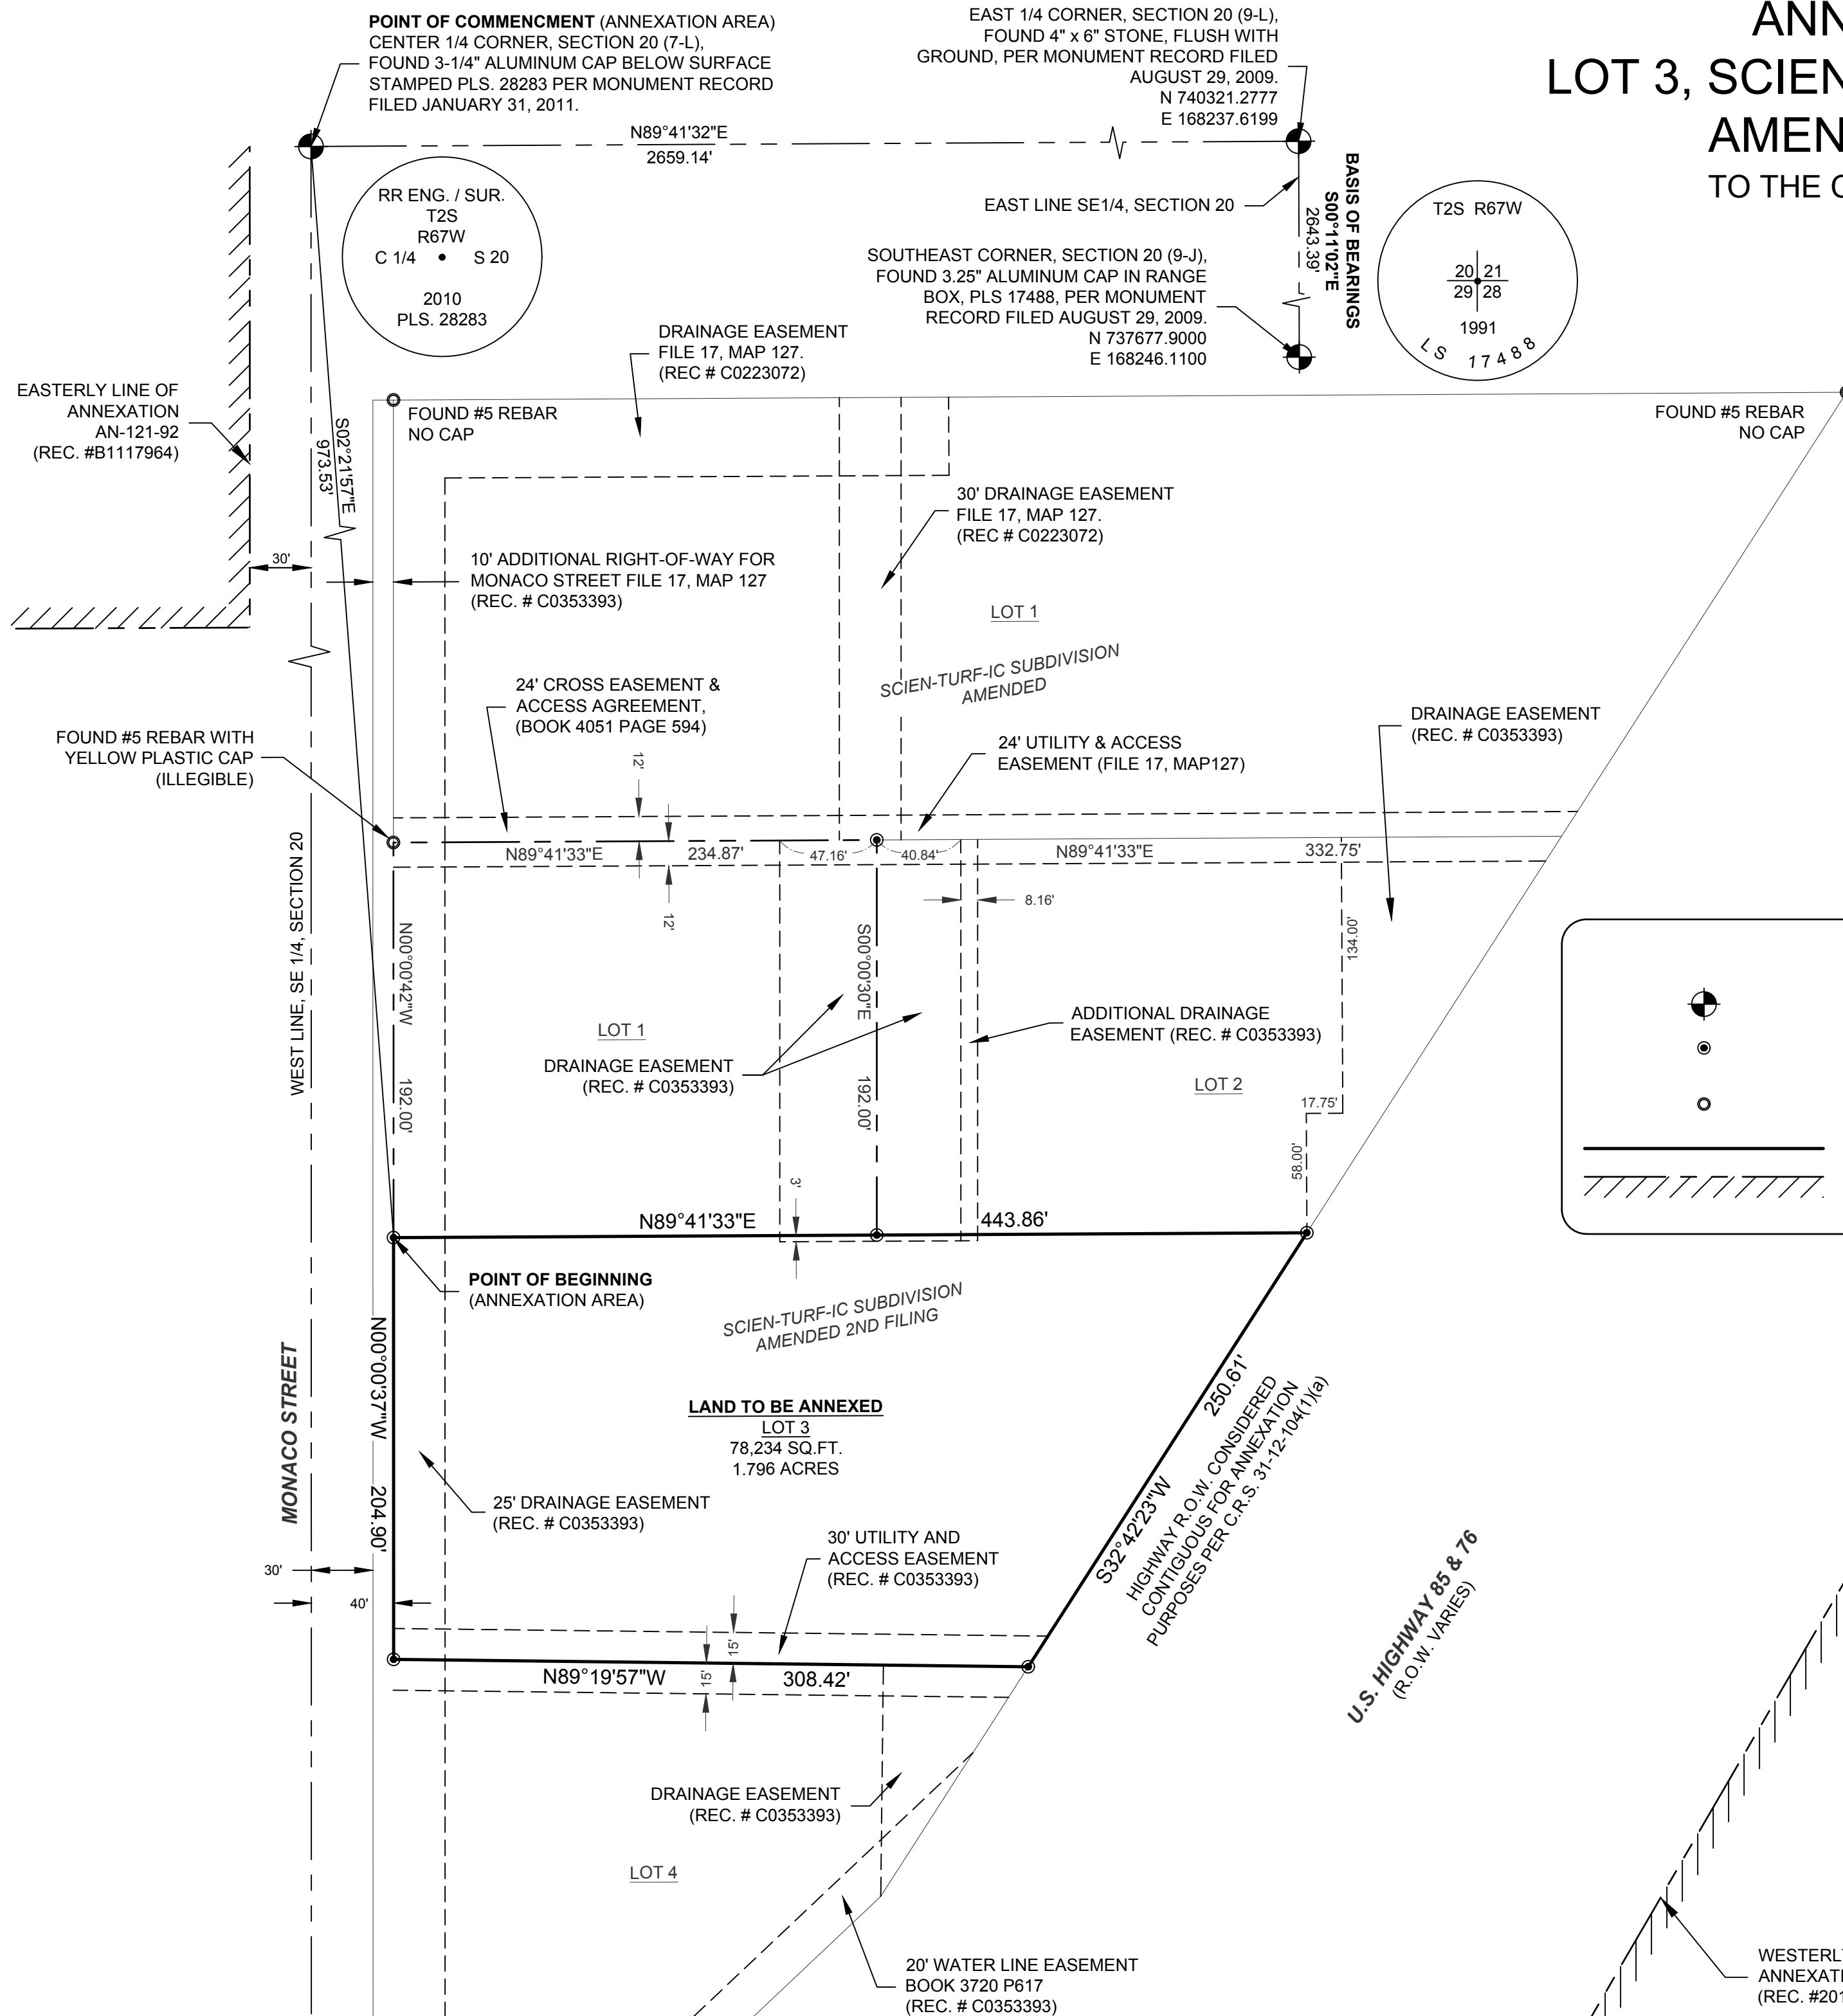 POINT OF COMMENCMENT (ANNEXATION AREA)
CENTER 1/4 CORNER, SECTION 20 (7-L),
FOUND 3-1/4" ALUMINUM CAP BELOW SURFACE
STAMPED PLS. 28283 PER MONUMENT RECORD
FILED JANUARY 31, 2011.
EAST 1/4 CORNER, SECTION 20 (9-L),
FOUND 4" x 6" STONE, FLUSH WITH
GROUND, PER MONUMENT RECORD FILED
AUGUST 29, 2009.
N 740321.2777
E 168237.6199
ANN
LOT 3, SCIEN
AMEN
TO THE C
N89°41'32"E
2659.14'
RR ENG. / SUR.
T2S
R67W
C 1/4 S 20
2010
PLS. 28283
EAST LINE SE1/4, SECTION 20
BASIS OF BEARINGS
S00°11'02"E
2643.39'
T2S R67W
20 21
29 28
1991
LS 17488
SOUTHEAST CORNER, SECTION 20 (9-J),
FOUND 3.25" ALUMINUM CAP IN RANGE
BOX, PLS 17488, PER MONUMENT
RECORD FILED AUGUST 29, 2009.
N 737677.9000
E 168246.1100
DRAINAGE EASEMENT
FILE 17, MAP 127.
(REC # C0223072)
EASTERLY LINE OF
ANNEXATION
AN-121-92
(REC. #B1117964)
FOUND #5 REBAR
NO CAP
FOUND #5 REBAR
NO CAP
S02°21'57"E
973.53'
30'
30' DRAINAGE EASEMENT
FILE 17, MAP 127.
(REC # C0223072)
10' ADDITIONAL RIGHT-OF-WAY FOR
MONACO STREET FILE 17, MAP 127
(REC. # C0353393)
LOT 1
SCIEN-TURF-IC SUBDIVISION
AMENDED
24' CROSS EASEMENT &
ACCESS AGREEMENT,
(BOOK 4051 PAGE 594)
DRAINAGE EASEMENT
(REC. # C0353393)
FOUND #5 REBAR WITH
YELLOW PLASTIC CAP
(ILLEGIBLE)
24' UTILITY & ACCESS
EASEMENT (FILE 17, MAP127)
12'
N89°41'33"E 234.87'
47.16'
40.84'
N89°41'33"E 332.75'
12'
8.16'
WEST LINE, SE 1/4, SECTION 20
N00°00'42"W 192.00'
S00°00'30"E 192.00'
134.00'
LOT 1
ADDITIONAL DRAINAGE
EASEMENT (REC. # C0353393)
DRAINAGE EASEMENT
(REC. # C0353393)
LOT 2
17.75'
58.00'
3'
N89°41'33"E 443.86'
POINT OF BEGINNING
(ANNEXATION AREA)
SCIEN-TURF-IC SUBDIVISION
AMENDED 2ND FILING
MONACO STREET
N00°00'37"W 204.90'
LAND TO BE ANNEXED
LOT 3
78,234 SQ.FT.
1.796 ACRES
S32°42'23"W 250.61'
HIGHWAY R.O.W. CONSIDERED
CONTIGUOUS FOR ANNEXATION
PURPOSES PER C.R.S. 31-12-104(1)(a)
25' DRAINAGE EASEMENT
(REC. # C0353393)
30' UTILITY AND
ACCESS EASEMENT
(REC. # C0353393)
30'
40'
15'
15'
N89°19'57"W 308.42'
U.S. HIGHWAY 85 & 76
(R.O.W. VARIES)
DRAINAGE EASEMENT
(REC. # C0353393)
LOT 4
20' WATER LINE EASEMENT
BOOK 3720 P617
(REC. # C0353393)
WESTERLY
ANNEXATI
(REC. #201